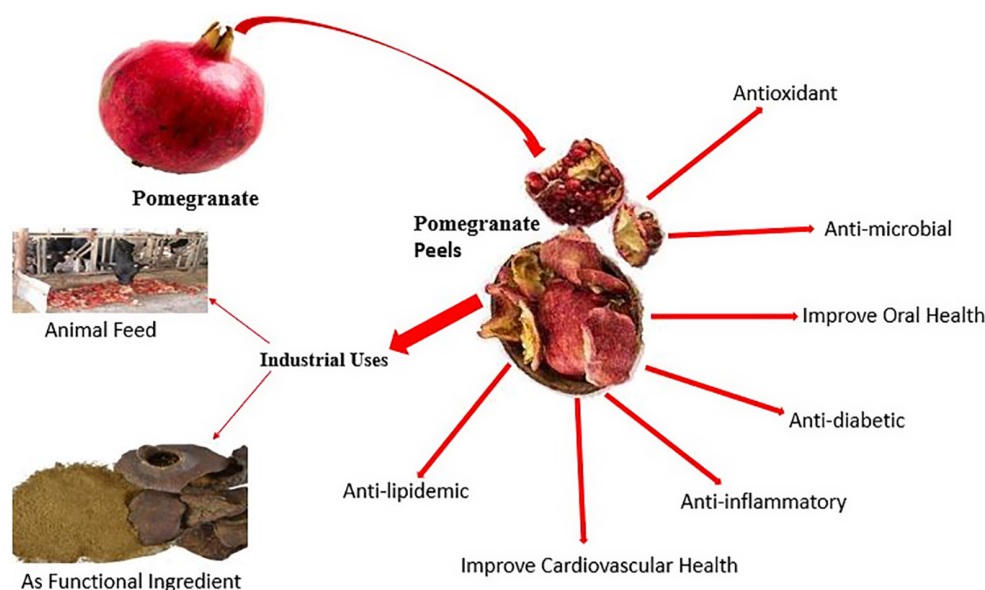 Pomegranate
Pomegranate
Peels
Antioxidant
Anti-microbial
Improve Oral Health
Anti-diabetic
Anti-inflammatory
Improve Cardiovascular Health
Anti-lipidemic
Industrial Uses
Animal Feed
As Functional Ingredient